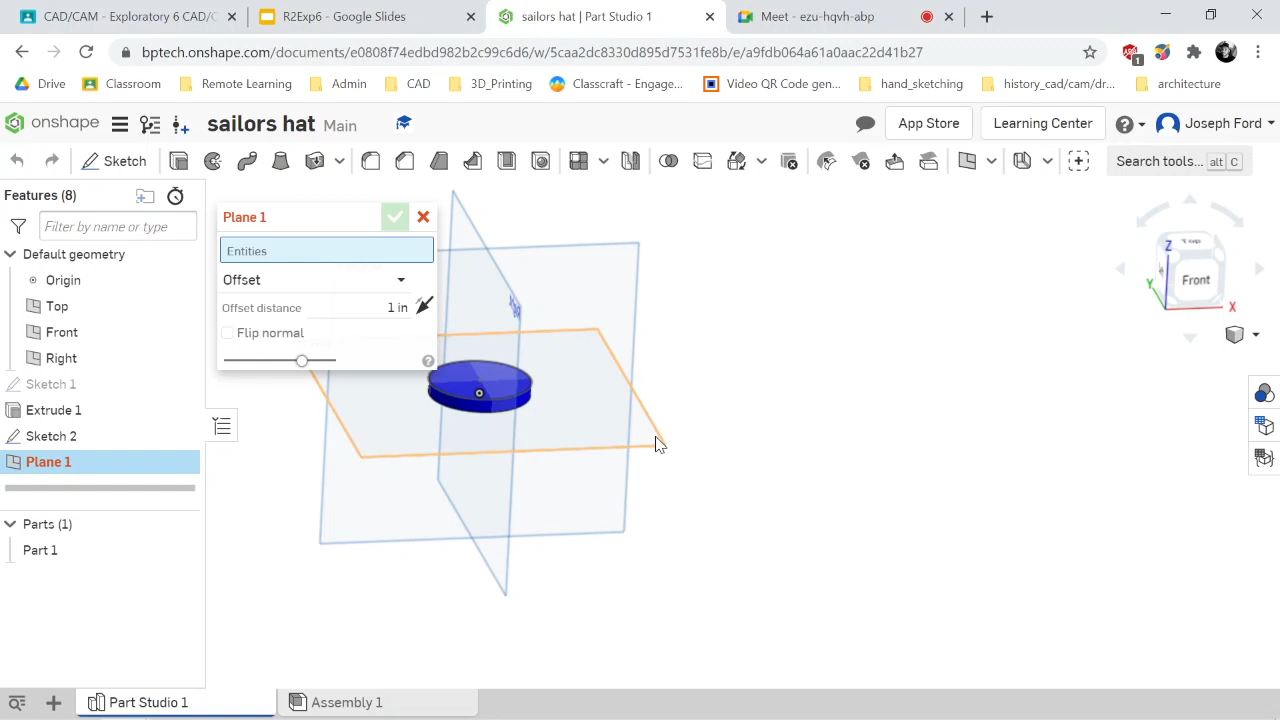 CAD/CAM - Exploratory 6 CAD/C
R2Exp6 - Google Slides
sailors hat | Part Studio 1
Meet - ezu-hqvh-abp
bptech.onshape.com/documents/e0808f74edbd982b2c99c6d6/w/5caa2dc8330d895d7531fe8b/e/a9fdb064a61a0aac22d41b27
1
Drive
Classroom
Remote Learning
Admin
CAD
3D_Printing
Classcraft - Engage...
Video QR Code gen...
hand_sketching
history_cad/cam/dr...
architecture
onshape
sailors hat Main
App Store
Learning Center
Joseph Ford
Sketch
Search tools... alt C
Features (8)
Filter by name or type
Default geometry
Origin
Top
Front
Right
Sketch 1
Extrude 1
Sketch 2
Plane 1
Parts (1)
Part 1
Plane 1
Entities
Offset
Offset distance 1 in
Flip normal
Z
Top
Front
Y
X
Part Studio 1
Assembly 1